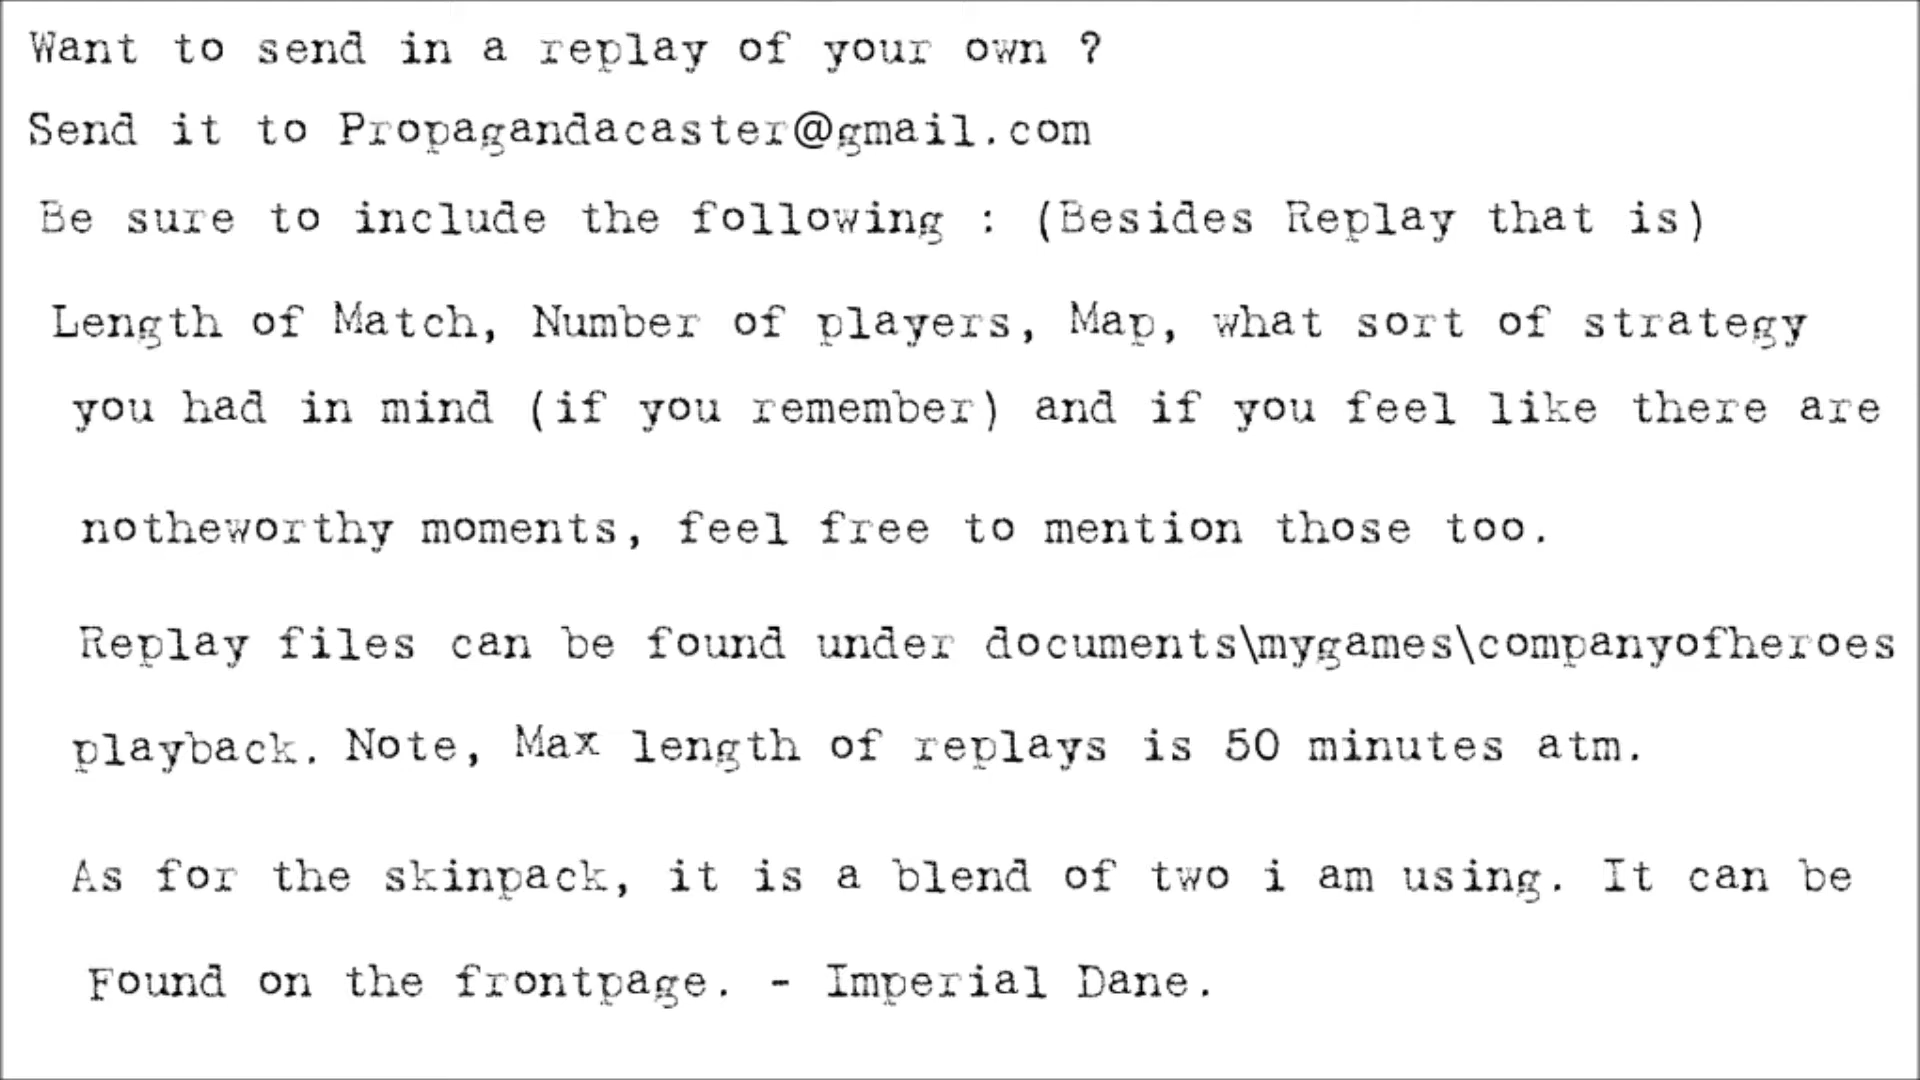 Want to send in a replay of your own ?
Send it to Propagandacaster@gmail.com
Be sure to include the following : (Besides Replay that is)
Length of Match, Number of players, Map, what sort of strategy
you had in mind (if you remember) and if you feel like there are
notheworthy moments, feel free to mention those too.
Replay files can be found under documents\mygames\companyofheroes
playback. Note, Max length of replays is 50 minutes atm.
As for the skinpack, it is a blend of two i am using. It can be
Found on the frontpage. - Imperial Dane.